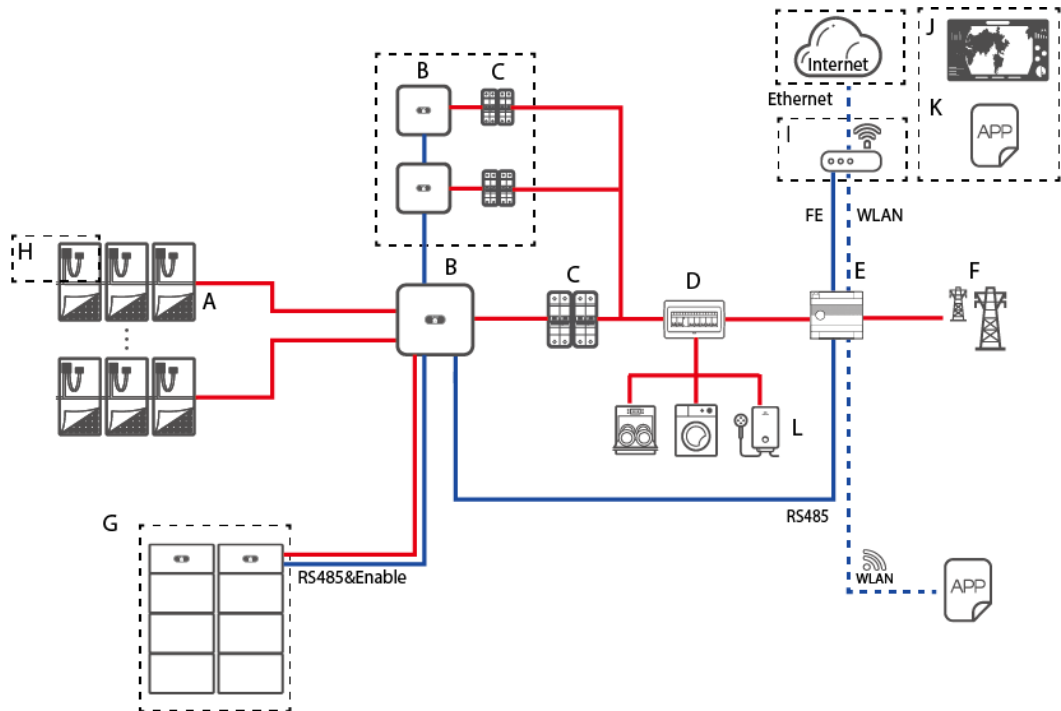 J
Internet
B
C
Ethernet
K
APP
I
FE
WLAN
H
A
B
C
D
E
F
L
RS485
G
RS485&Enable
WLAN
APP